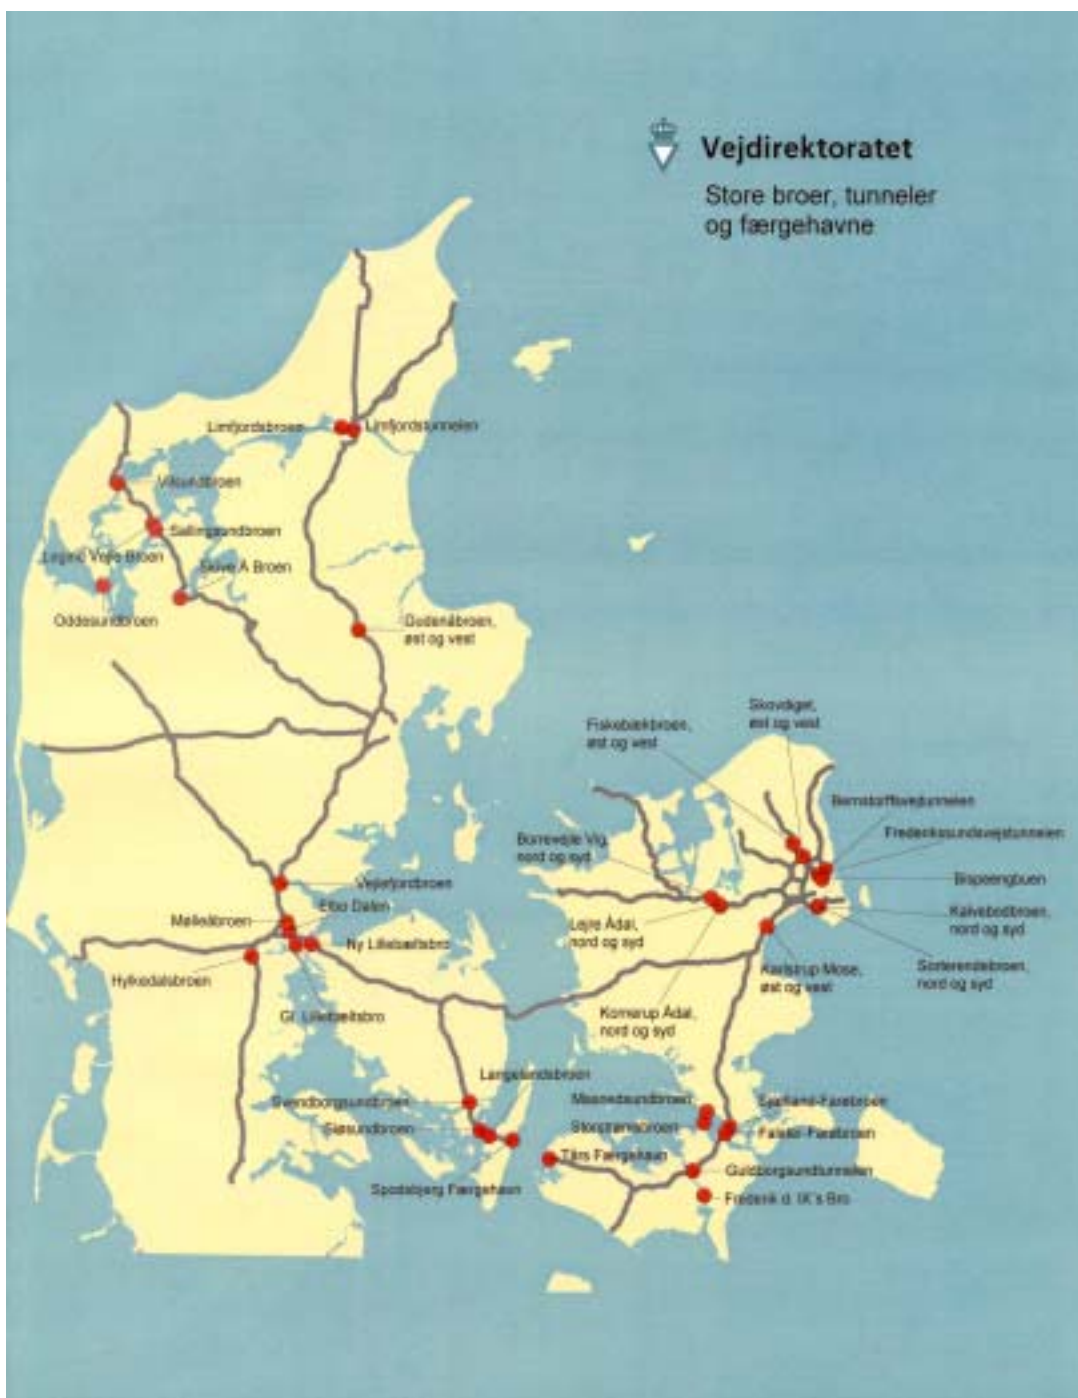 Vejdirektoratet
Store broer, tunneler
og færgehavne
Limfjordsbroen
Limfjordstunnelen
Vilsundbroen
Sallingsundbroen
Vejle Broen
Skive Å Broen
Oddesundbroen
Gudenåbroen,
øst og vest
Skovdiget,
øst og vest
Fiskebækbroen,
øst og vest
Bernstorffsvejtunnelen
Frederikssundsvejstunnelen
Borrevejle Vig,
nord og syd
Bispeengbuen
Vejlefjordbroen
Elbo Dalen
Mølleåbroen
Kalvebodbroen,
nord og syd
Lejre Ådal,
nord og syd
Ny Lillebæltsbro
Hylkedalsbroen
Karlstrup Mose,
øst og vest
Sorterendebroen,
nord og syd
Gl. Lillebæltsbro
Kornerup Ådal,
nord og syd
Langelandsbroen
Svendborgsundbroen
Masnedsundbroen
Sjælland-Farøbroen
Siøsundbroen
Storstrømsbroen
Falster-Farøbroen
Tårs Færgehavn
Guldborgsundtunnelen
Spodsbjerg Færgehavn
Frederik d. IX's Bro